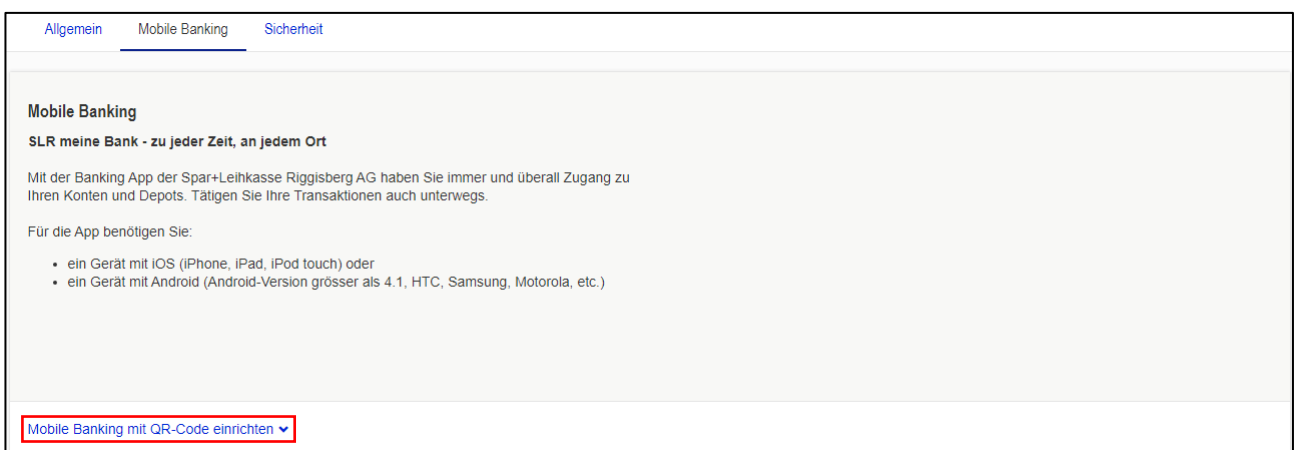 Allgemein Mobile Banking Sicherheit
Mobile Banking
SLR meine Bank - zu jeder Zeit, an jedem Ort
Mit der Banking App der Spar+Leihkasse Riggisberg AG haben Sie immer und überall Zugang zu
Ihren Konten und Depots. Tätigen Sie Ihre Transaktionen auch unterwegs.
Für die App benötigen Sie:
• ein Gerät mit iOS (iPhone, iPad, iPod touch) oder
• ein Gerät mit Android (Android-Version grösser als 4.1, HTC, Samsung, Motorola, etc.)
Mobile Banking mit QR-Code einrichten